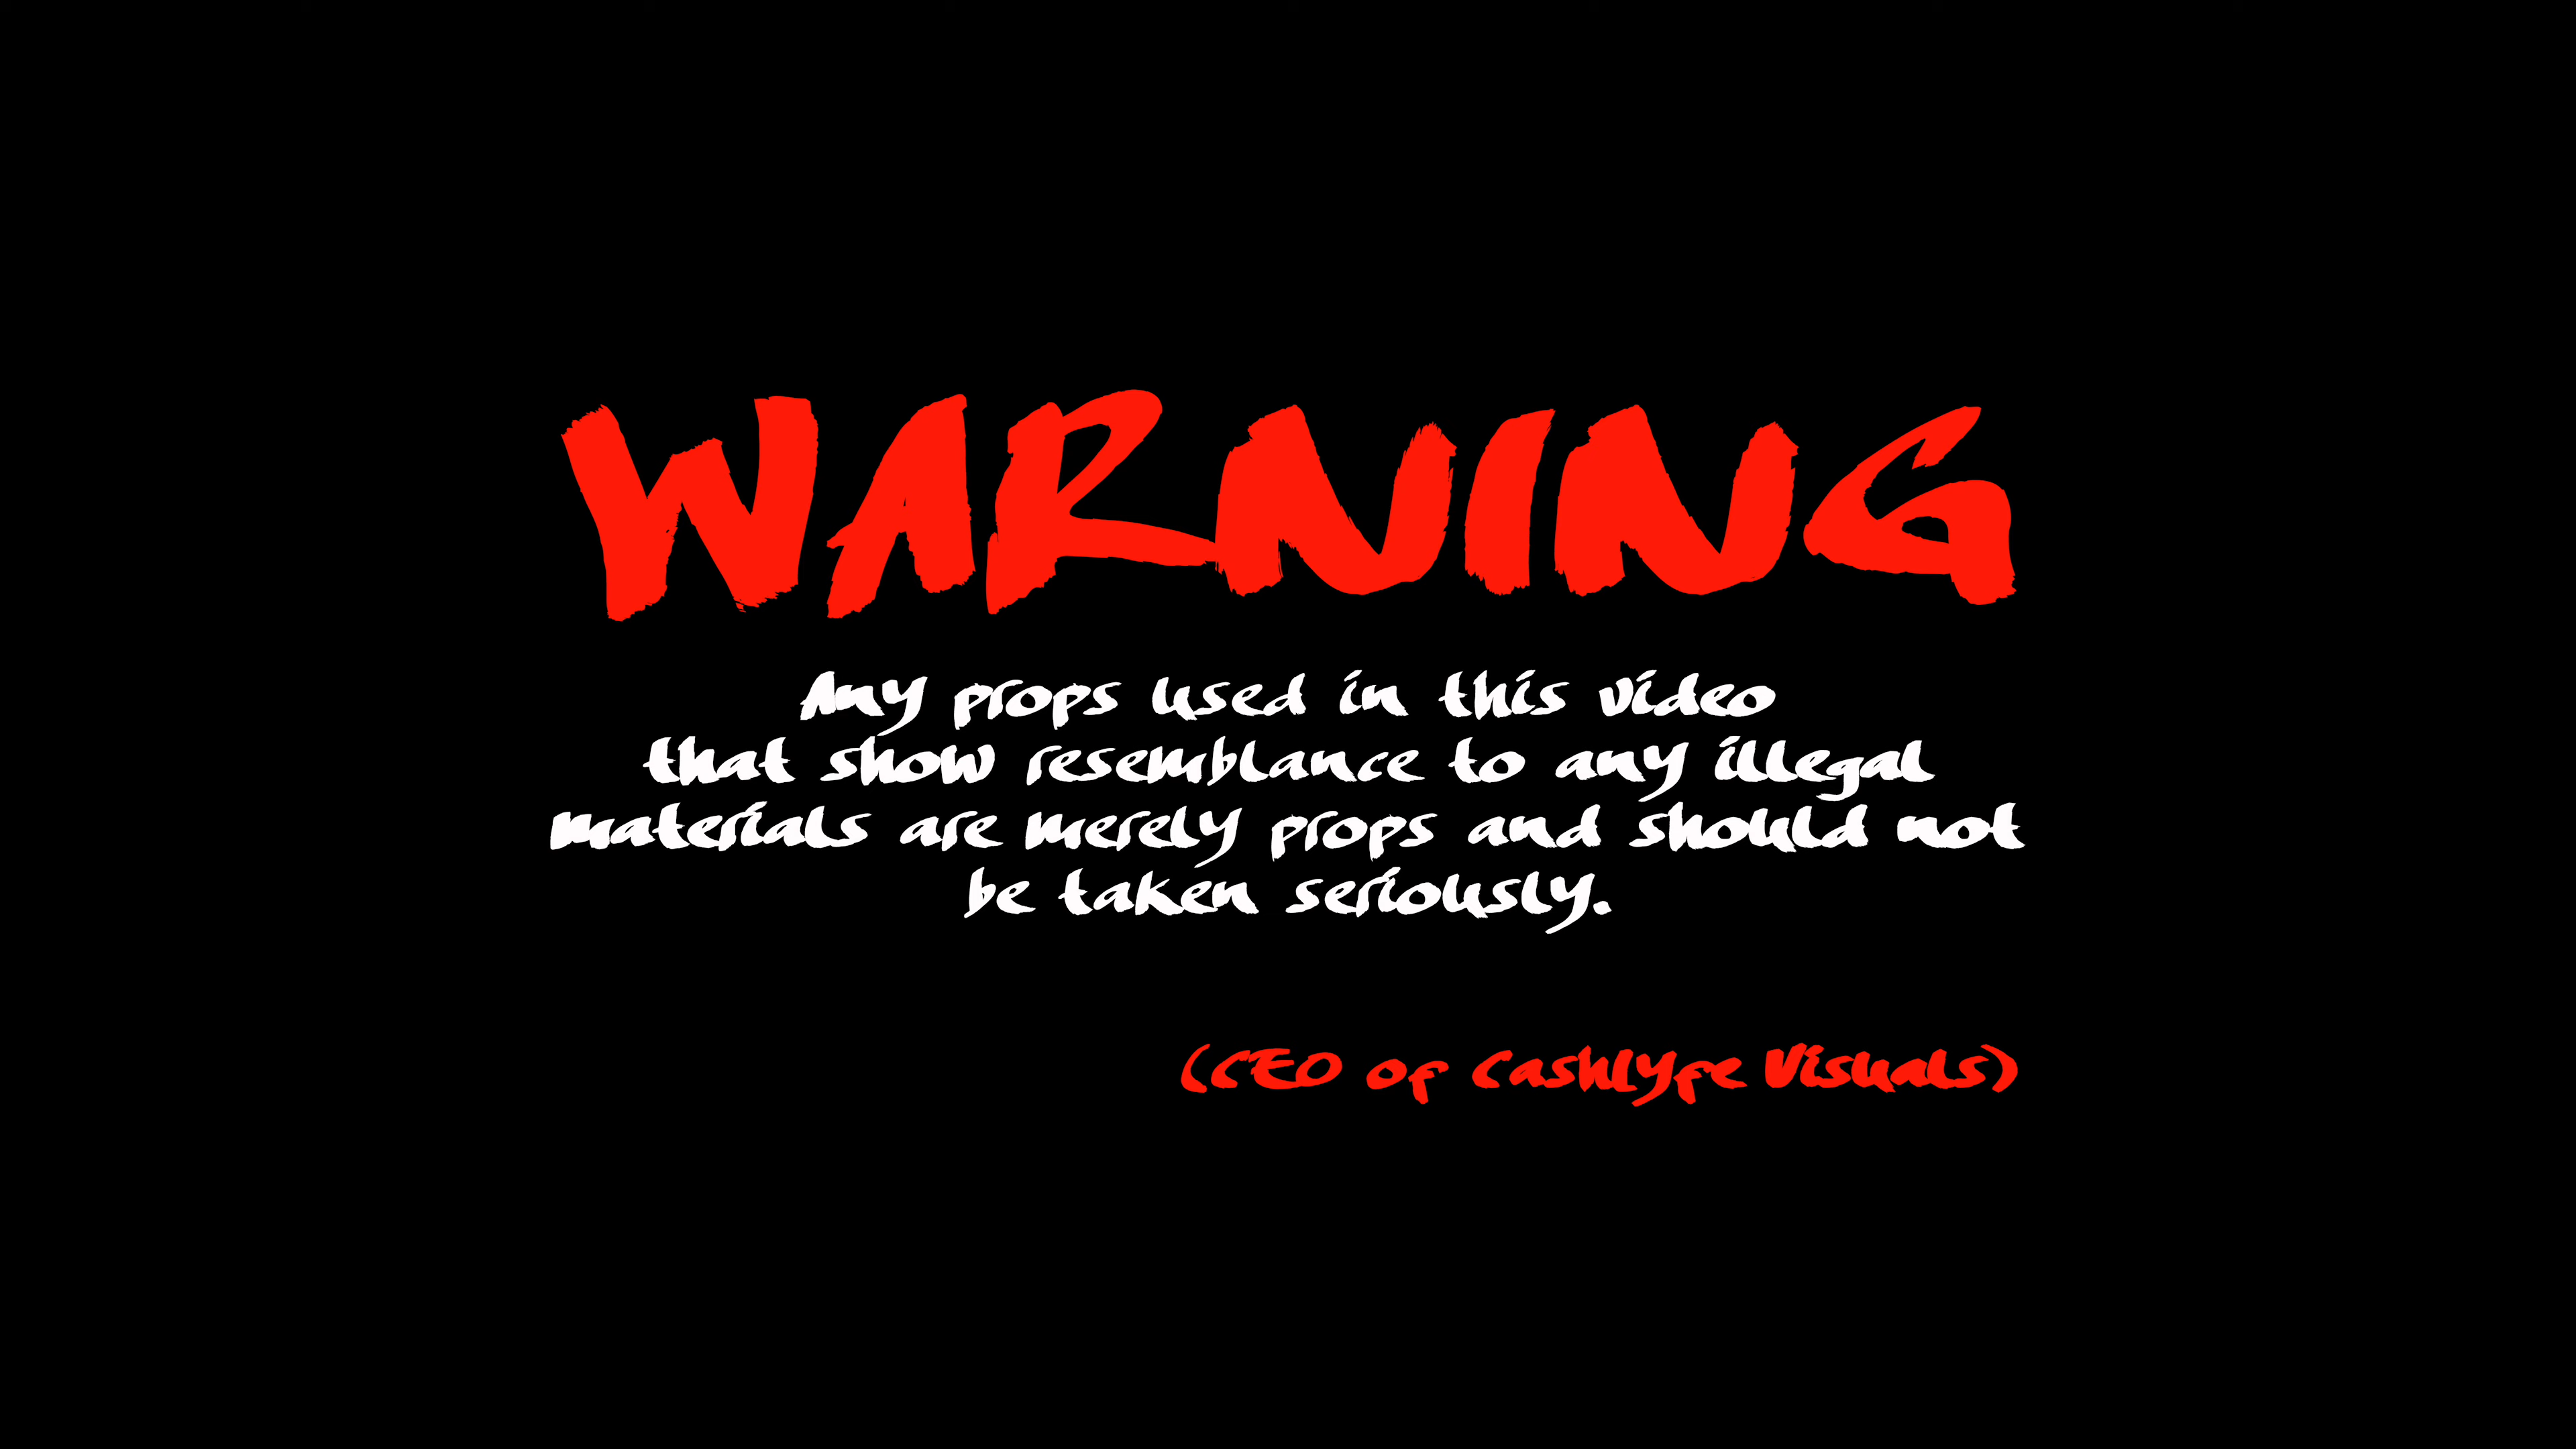 WARNING
Any props used in this video
that show resemblance to any illegal
materials are merely props and should not
be taken seriously.
(CEO of Cashlyfe Visuals)